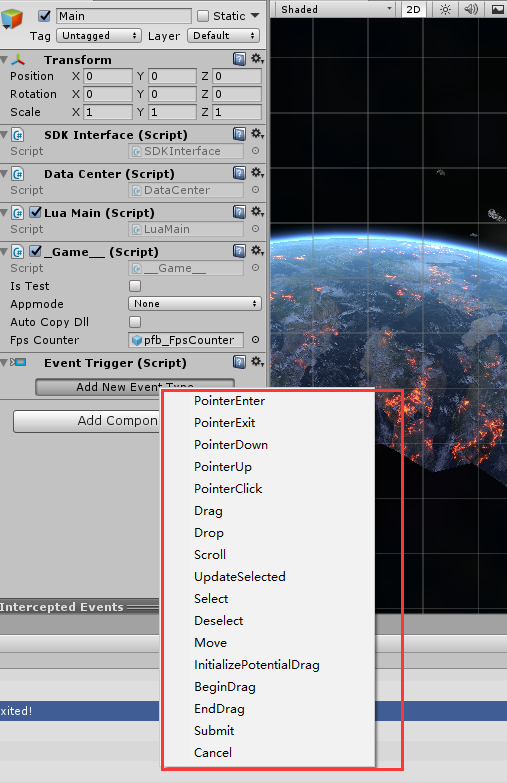 Main Static
Tag Untagged Layer Default
Transform
Position X 0 Y 0 Z 0
Rotation X 0 Y 0 Z 0
Scale X 1 Y 1 Z 1
SDK Interface (Script)
Script SDKInterface
Data Center (Script)
Script DataCenter
Lua Main (Script)
Script LuaMain
_Game__ (Script)
Script __Game__
Is Test
Appmode None
Auto Copy Dll
Fps Counter pfb_FpsCounter
Event Trigger (Script)
Add New Event Type
Add Compon
PointerEnter
PointerExit
PointerDown
PointerUp
PointerClick
Drag
Drop
Scroll
UpdateSelected
Select
Deselect
Move
InitializePotentialDrag
BeginDrag
EndDrag
Submit
Cancel
Intercepted Events
xited!
Shaded 2D